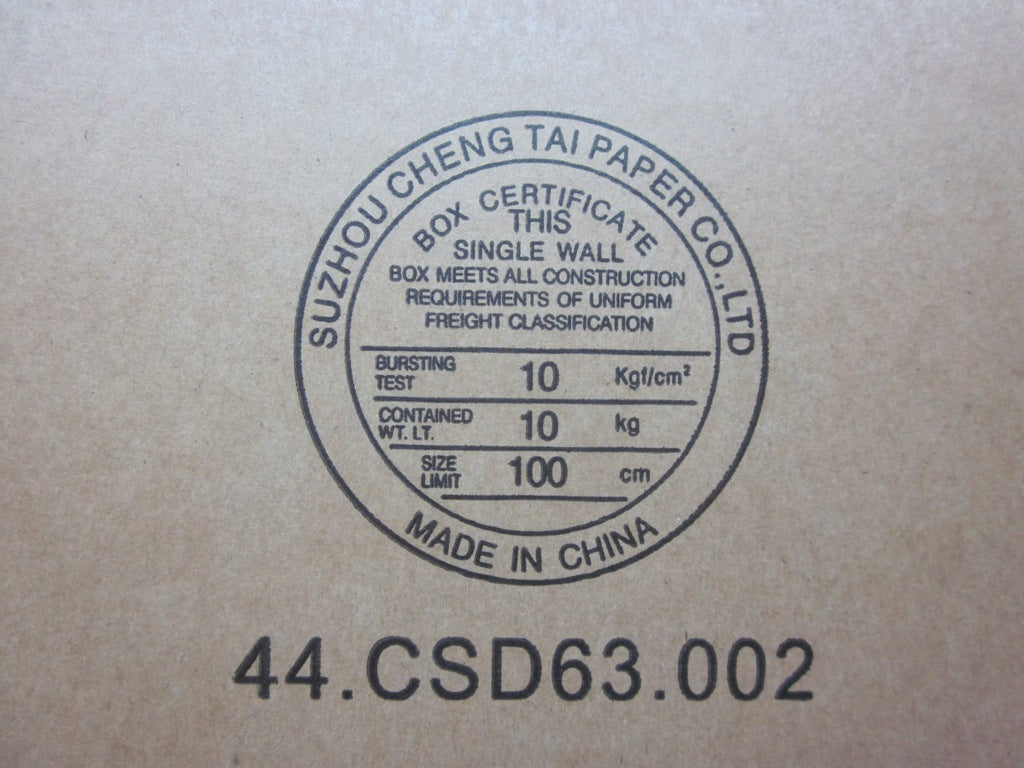 SUZHOU CHENG TAI PAPER CO.,LTD
BOX CERTIFICATE
THIS
SINGLE WALL
BOX MEETS ALL CONSTRUCTION
REQUIREMENTS OF UNIFORM
FREIGHT CLASSIFICATION
BURSTING TEST 10 Kgf/cm²
CONTAINED WT. LT. 10 kg
SIZE LIMIT 100 cm
MADE IN CHINA
44.CSD63.002